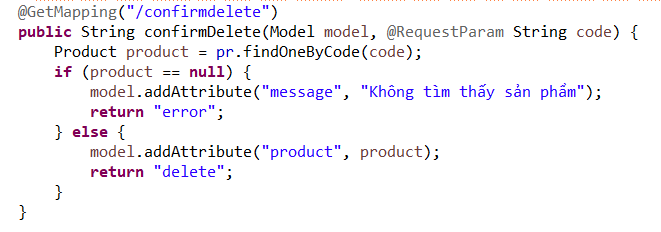 @GetMapping("/confirmdelete")
public String confirmDelete(Model model, @RequestParam String code) {
    Product product = pr.findOneByCode(code);
    if (product == null) {
        model.addAttribute("message", "Không tìm thấy sản phẩm");
        return "error";
    } else {
        model.addAttribute("product", product);
        return "delete";
    }
}